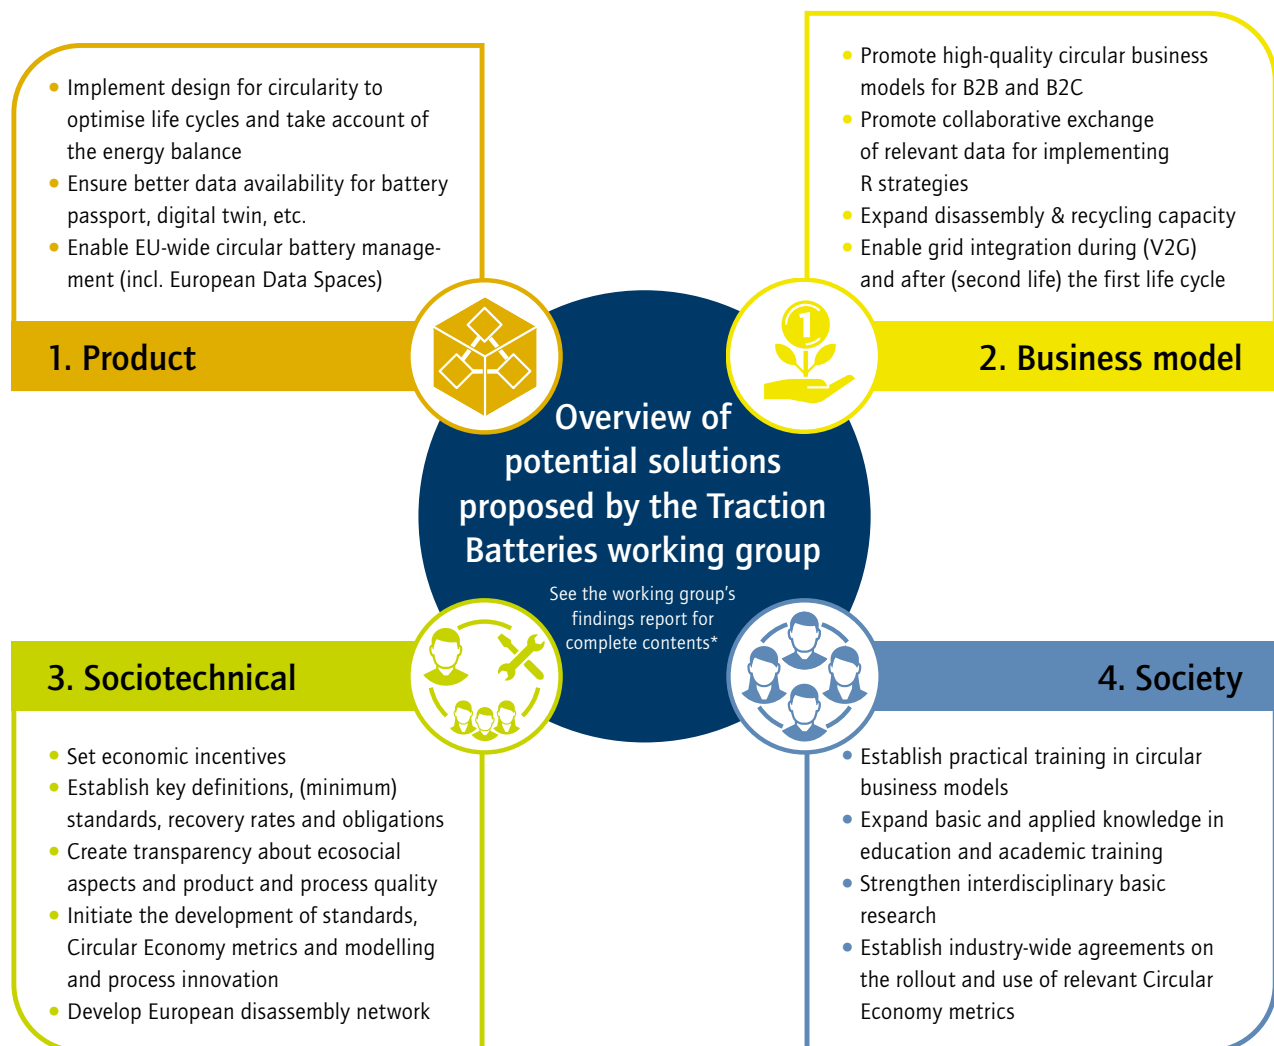 • Implement design for circularity to
optimise life cycles and take account of
the energy balance
• Ensure better data availability for battery
passport, digital twin, etc.
• Enable EU-wide circular battery manage-
ment (incl. European Data Spaces)
1. Product
• Promote high-quality circular business
models for B2B and B2C
• Promote collaborative exchange
of relevant data for implementing
R strategies
• Expand disassembly & recycling capacity
• Enable grid integration during (V2G)
and after (second life) the first life cycle
1
2. Business model
Overview of
potential solutions
proposed by the Traction
Batteries working group
See the working group's
findings report for
complete contents*
3. Sociotechnical
• Set economic incentives
• Establish key definitions, (minimum)
standards, recovery rates and obligations
• Create transparency about ecosocial
aspects and product and process quality
• Initiate the development of standards,
Circular Economy metrics and modelling
and process innovation
• Develop European disassembly network
4. Society
• Establish practical training in circular
business models
• Expand basic and applied knowledge in
education and academic training
• Strengthen interdisciplinary basic
research
• Establish industry-wide agreements on
the rollout and use of relevant Circular
Economy metrics